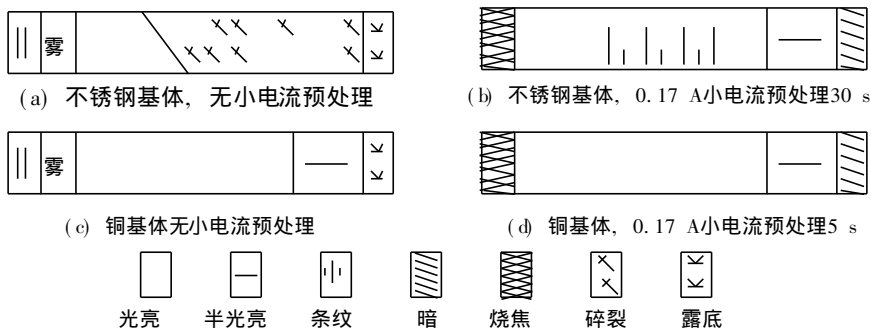 雾
(a) 不锈钢基体, 无小电流预处理
(b) 不锈钢基体, 0.17 A小电流预处理30 s
雾
(c) 铜基体无小电流预处理
(d) 铜基体, 0.17 A小电流预处理5 s
光亮 半光亮 条纹 暗 烧焦 碎裂 露底